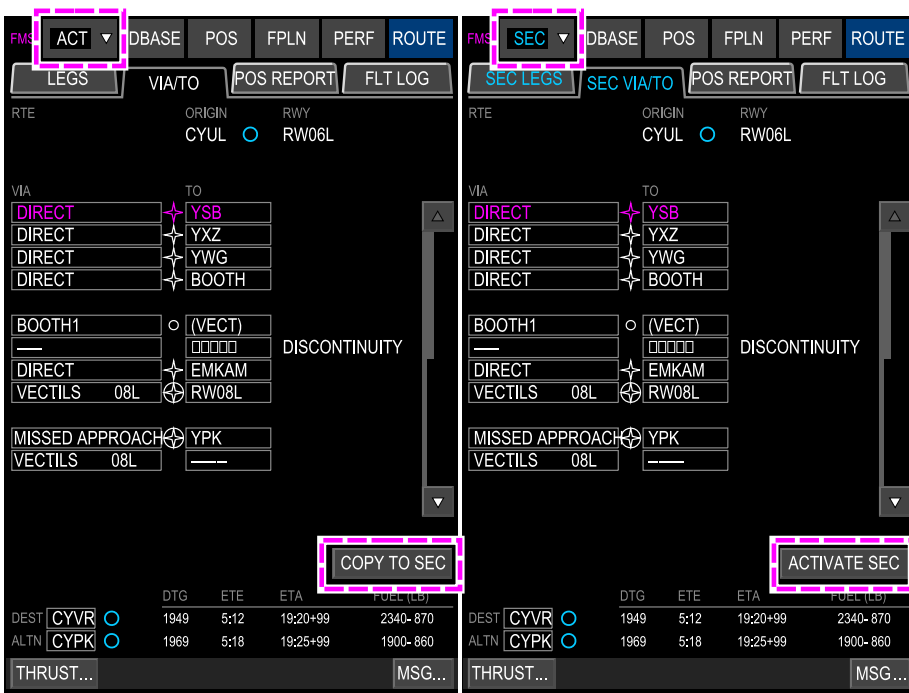 FMS ACT ▼ DBASE POS FPLN PERF ROUTE
LEGS VIA/TO POS REPORT FLT LOG
RTE ORIGIN RWY
CYUL RW06L
VIA TO
DIRECT YSB
DIRECT YXZ
DIRECT YWG
DIRECT BOOTH
BOOTH1 (VECT)
–– □□□□□ DISCONTINUITY
DIRECT EMKAM
VECTILS 08L RW08L
MISSED APPROACH YPK
VECTILS 08L –––
COPY TO SEC
DTG ETE ETA FUEL (LB)
DEST CYVR 1949 5:12 19:20+99 2340-870
ALTN CYPK 1969 5:18 19:25+99 1900-860
THRUST... MSG...
FMS SEC ▼ DBASE POS FPLN PERF ROUTE
SEC LEGS SEC VIA/TO POS REPORT FLT LOG
RTE ORIGIN RWY
CYUL RW06L
VIA TO
DIRECT YSB
DIRECT YXZ
DIRECT YWG
DIRECT BOOTH
BOOTH1 (VECT)
–– □□□□□ DISCONTINUITY
DIRECT EMKAM
VECTILS 08L RW08L
MISSED APPROACH YPK
VECTILS 08L –––
ACTIVATE SEC
DTG ETE ETA FUEL (LB)
DEST CYVR 1949 5:12 19:20+99 2340-870
ALTN CYPK 1969 5:18 19:25+99 1900-860
THRUST... MSG...